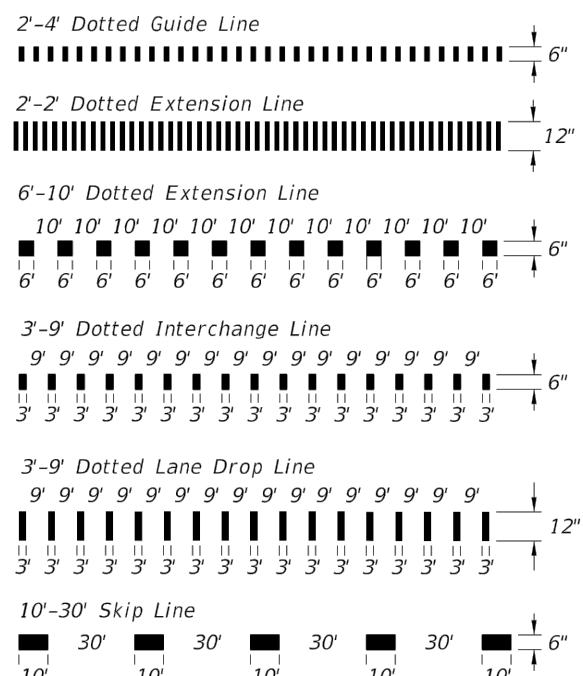 2'-4' Dotted Guide Line
6"
2'-2' Dotted Extension Line
12"
6'-10' Dotted Extension Line
10' 10' 10' 10' 10' 10' 10' 10' 10' 10' 10' 10'
6"
6' 6' 6' 6' 6' 6' 6' 6' 6' 6' 6' 6' 6'
3'-9' Dotted Interchange Line
9' 9' 9' 9' 9' 9' 9' 9' 9' 9' 9' 9' 9' 9' 9' 9'
6"
3' 3' 3' 3' 3' 3' 3' 3' 3' 3' 3' 3' 3' 3' 3' 3' 3'
3'-9' Dotted Lane Drop Line
9' 9' 9' 9' 9' 9' 9' 9' 9' 9' 9' 9' 9' 9' 9' 9'
12"
3' 3' 3' 3' 3' 3' 3' 3' 3' 3' 3' 3' 3' 3' 3' 3' 3'
10'-30' Skip Line
30' 30' 30' 30' 6"
10' 10' 10' 10' 10'